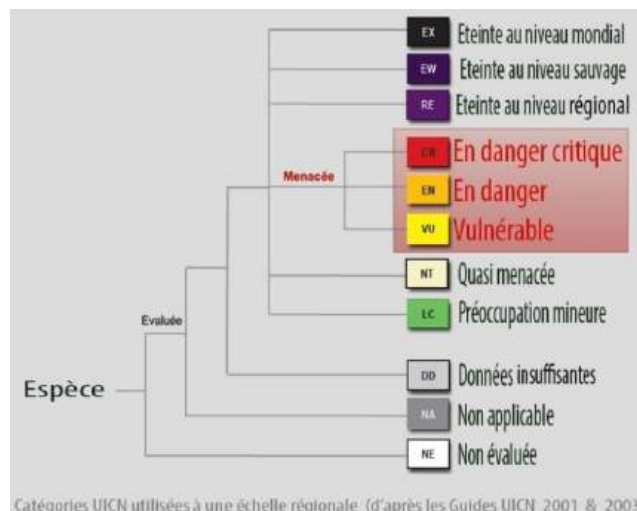 EX Eteinte au niveau mondial
EW Eteinte au niveau sauvage
RE Eteinte au niveau régional
CR En danger critique
Menacée
EN En danger
VU Vulnérable
NT Quasi menacée
LC Préoccupation mineure
Evaluée
DD Données insuffisantes
Espèce
NA Non applicable
NE Non évaluée
Catégories UICN utilisées à une échelle régionale (d'après les Guides UICN 2001 & 2003